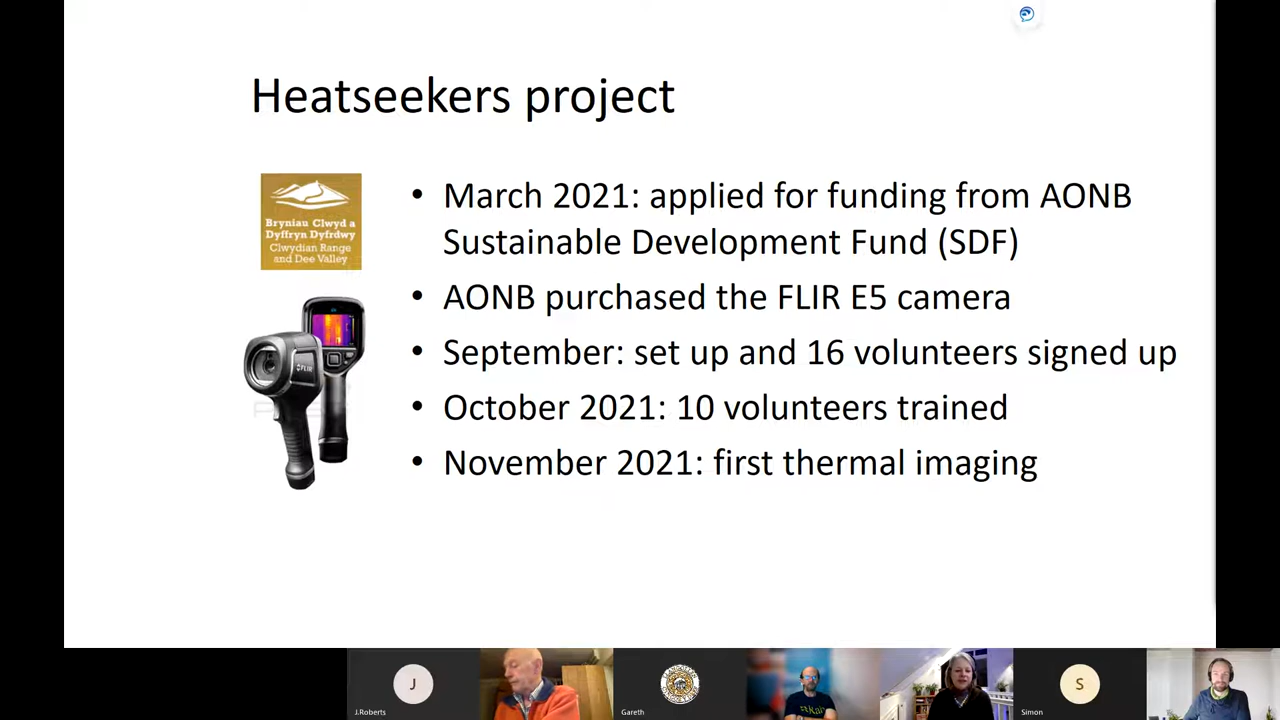 Heatseekers project
Bryniau Clwyd a
Dyffryn Dyfrdwy
Clwydian Range
and Dee Valley
• March 2021: applied for funding from AONB
Sustainable Development Fund (SDF)
• AONB purchased the FLIR E5 camera
• September: set up and 16 volunteers signed up
• October 2021: 10 volunteers trained
• November 2021: first thermal imaging
FLIR
J
J.Roberts
Gareth
S
Simon